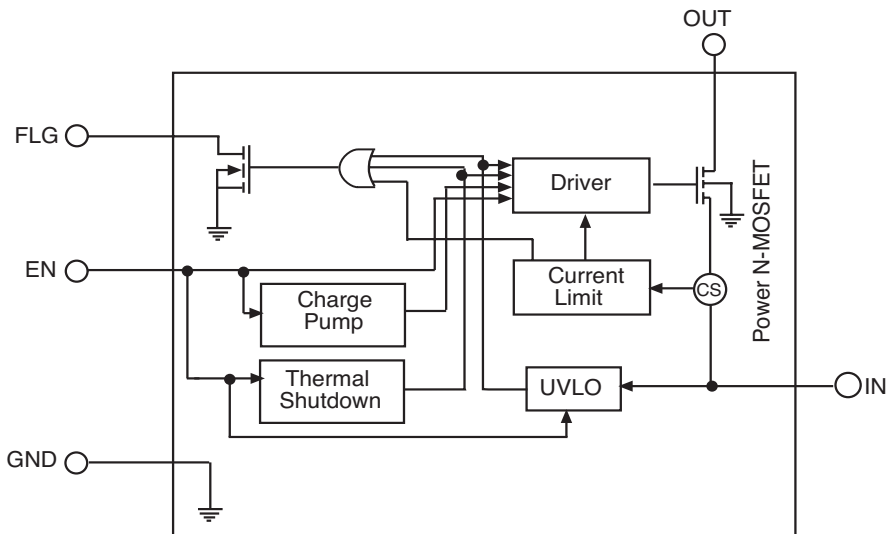 OUT
FLG
Driver
EN
Current
Limit
CS
Power N-MOSFET
Charge
Pump
Thermal
Shutdown
UVLO
IN
GND